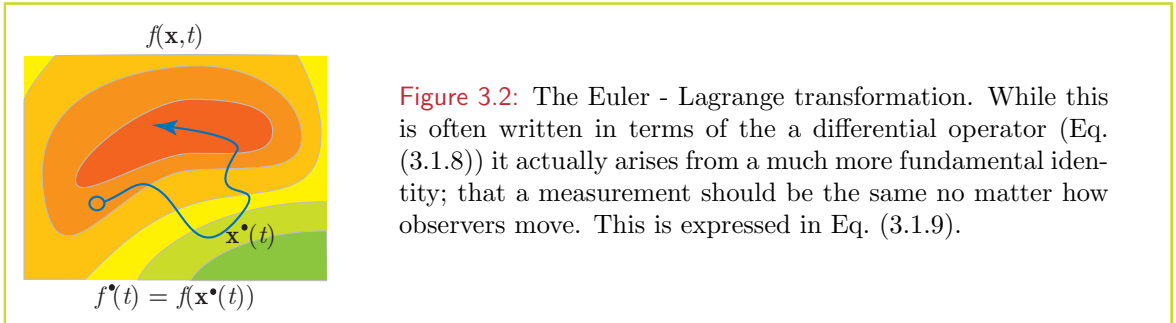 f(x,t)
x•(t)
f•(t) = f(x•(t))
Figure 3.2: The Euler - Lagrange transformation. While this
is often written in terms of the a differential operator (Eq.
(3.1.8)) it actually arises from a much more fundamental iden-
tity; that a measurement should be the same no matter how
observers move. This is expressed in Eq. (3.1.9).